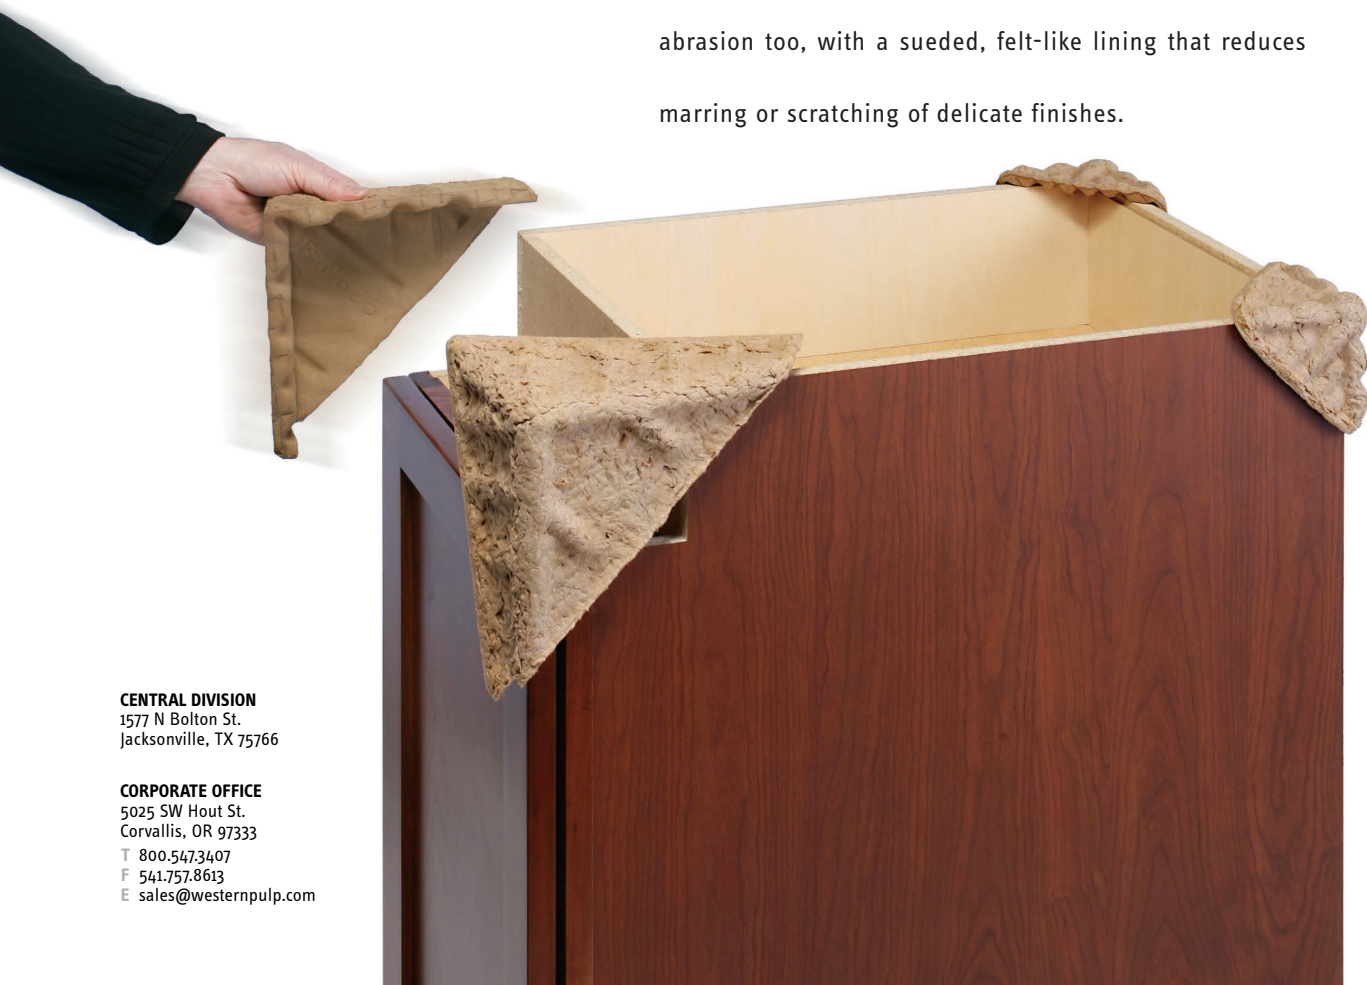 abrasion too, with a sueded, felt-like lining that reduces
marring or scratching of delicate finishes.
CENTRAL DIVISION
1577 N Bolton St.
Jacksonville, TX 75766
CORPORATE OFFICE
5025 SW Hout St.
Corvallis, OR 97333
T 800.547.3407
F 541.757.8613
E sales@westernpulp.com